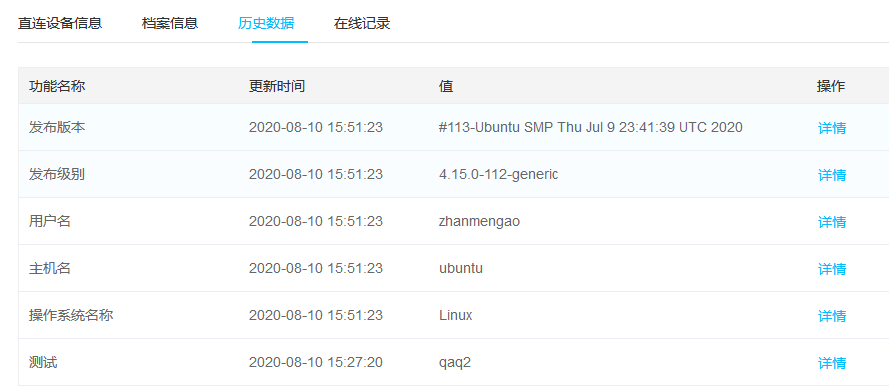 直连设备信息 档案信息 历史数据 在线记录
功能名称 更新时间 值 操作
发布版本 2020-08-10 15:51:23 #113-Ubuntu SMP Thu Jul 9 23:41:39 UTC 2020 详情
发布级别 2020-08-10 15:51:23 4.15.0-112-generic 详情
用户名 2020-08-10 15:51:23 zhanmengao 详情
主机名 2020-08-10 15:51:23 ubuntu 详情
操作系统名称 2020-08-10 15:51:23 Linux 详情
测试 2020-08-10 15:27:20 qaq2 详情